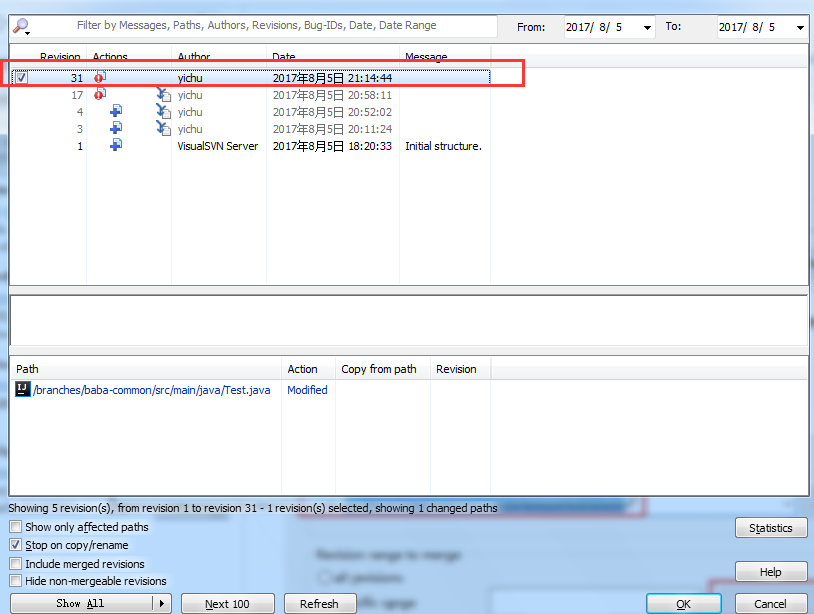 Filter by Messages, Paths, Authors, Revisions, Bug-IDs, Date, Date Range From: 2017/ 8/ 5 To: 2017/ 8/ 5
Revision Actions Author Date Message
31 yichu 2017年8月5日 21:14:44
17 yichu 2017年8月5日 20:58:11
4 yichu 2017年8月5日 20:52:02
3 yichu 2017年8月5日 20:11:24
1 VisualSVN Server 2017年8月5日 18:20:33 Initial structure.
Path Action Copy from path Revision
IJ /branches/baba-common/src/main/java/Test.java Modified
Showing 5 revision(s), from revision 1 to revision 31 - 1 revision(s) selected, showing 1 changed paths
Show only affected paths Statistics
Stop on copy/rename
Revision range to merge
Include merged revisions Help
all revisions
Hide non-mergeable revisions
Show All Next 100 Refresh range OK Cancel